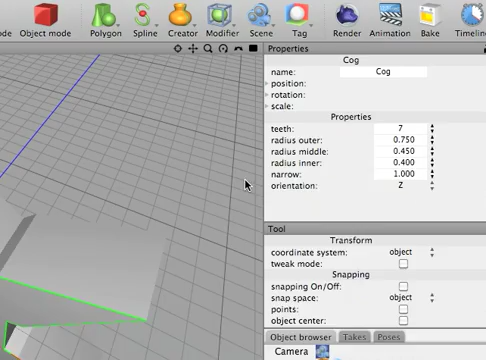 de Object mode Polygon Spline Creator Modifier Scene Tag Render Animation Bake Timelin
Properties
Cog
name: Cog
position:
rotation:
scale:
Properties
teeth: 7
radius outer: 0.750
radius middle: 0.450
radius inner: 0.400
narrow: 1.000
orientation: Z
Tool
Transform
coordinate system: object
tweak mode:
Snapping
snapping On/Off:
snap space: object
points:
object center:
Object browser Takes Poses
Camera